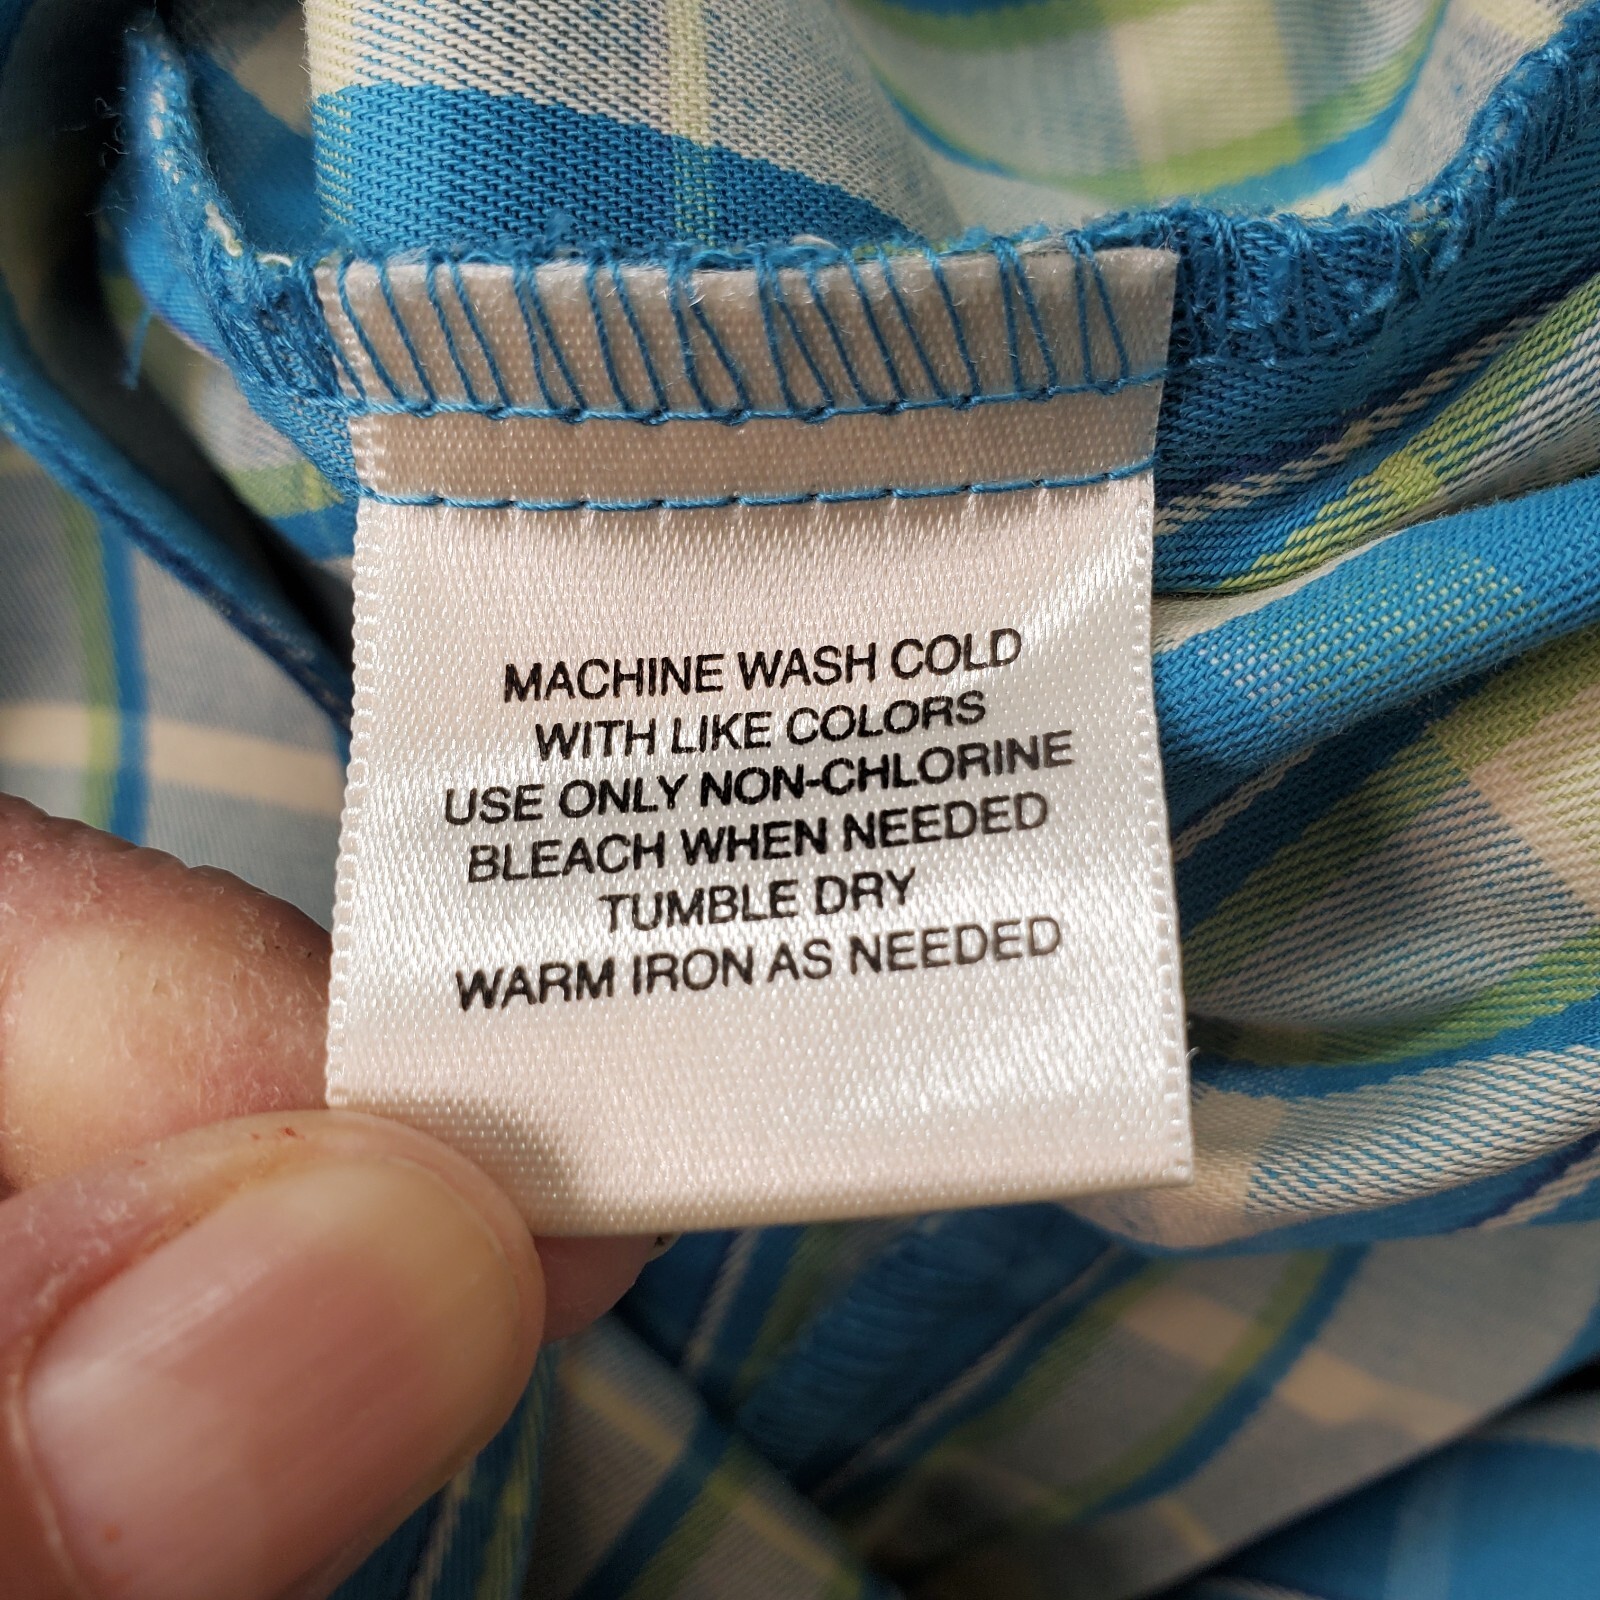 MACHINE WASH COLD
WITH LIKE COLORS
USE ONLY NON-CHLORINE
BLEACH WHEN NEEDED
TUMBLE DRY
WARM IRON AS NEEDED